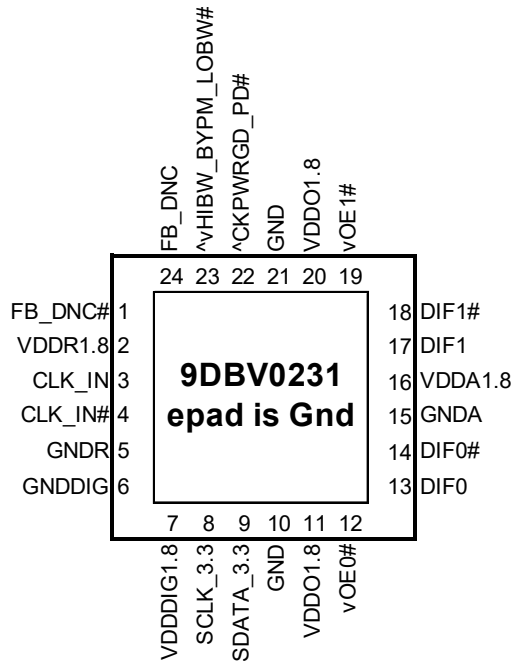 FB_DNC
^vHIBW_BYPM_LOBW#
^CKPWRGD_PD#
GND
VDDO1.8
vOE1#
24 23 22 21 20 19
FB_DNC# 1
VDDR1.8 2
CLK_IN 3
CLK_IN# 4
GNDR 5
GNDDIG 6
9DBV0231
epad is Gnd
18 DIF1#
17 DIF1
16 VDDA1.8
15 GNDA
14 DIF0#
13 DIF0
7 8 9 10 11 12
VDDDIG1.8
SCLK_3.3
SDATA_3.3
GND
VDDO1.8
vOE0#